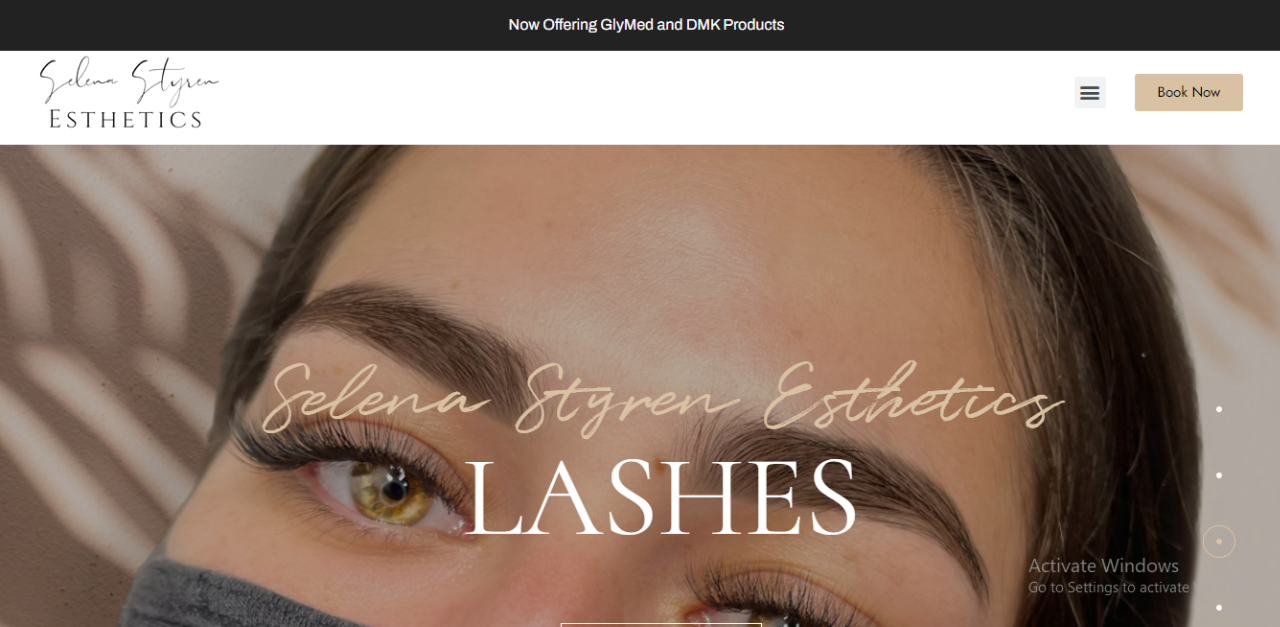 Now Offering GlyMed and DMK Products
Selena Styren
ESTHETICS
Book Now
Selena Styren Esthetics
LASHES
Activate Windows
Go to Settings to activate